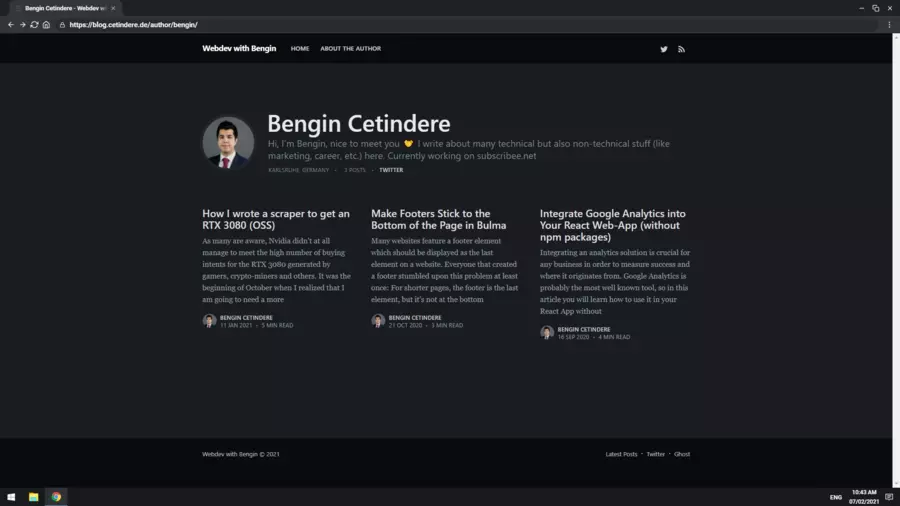 Bengin Cetindere - Webdev wi
https://blog.cetindere.de/author/bengin/
Webdev with Bengin
HOME
ABOUT THE AUTHOR
Bengin Cetindere
Hi, I'm Bengin, nice to meet you 🤝 I write about many technical but also non-technical stuff (like
marketing, career, etc.) here. Currently working on subscribee.net
KARLSRUHE, GERMANY • 3 POSTS • TWITTER
How I wrote a scraper to get an
RTX 3080 (OSS)
As many are aware, Nvidia didn't at all
manage to meet the high number of buying
intents for the RTX 3080 generated by
gamers, crypto-miners and others. It was the
beginning of October when I realized that I
am going to need a more
BENGIN CETINDERE
11 JAN 2021 • 5 MIN READ
Make Footers Stick to the
Bottom of the Page in Bulma
Many websites feature a footer element
which should be displayed as the last
element on a website. Everyone that created
a footer stumbled upon this problem at least
once: For shorter pages, the footer is the last
element, but it's not at the bottom
BENGIN CETINDERE
21 OCT 2020 • 3 MIN READ
Integrate Google Analytics into
Your React Web-App (without
npm packages)
Integrating an analytics solution is crucial for
any business in order to measure success and
where it originates from. Google Analytics is
probably the most well known tool, so in this
article you will learn how to use it in your
React App without
BENGIN CETINDERE
16 SEP 2020 • 4 MIN READ
Webdev with Bengin © 2021
Latest Posts • Twitter • Ghost
ENG
10:43 AM
07/02/2021